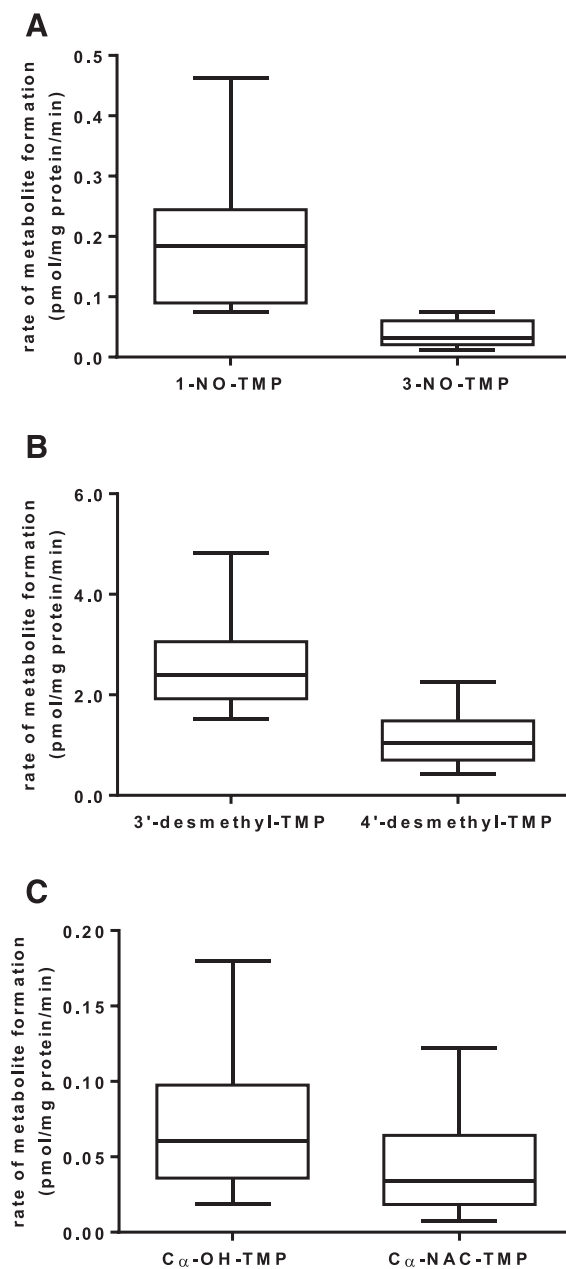 A
rate of metabolite formation
(pmol/mg protein/min)
0.5
0.4
0.3
0.2
0.1
0.0
1-NO-TMP 3-NO-TMP
B
rate of metabolite formation
(pmol/mg protein/min)
6.0
4.0
2.0
0.0
3'-desmethyl-TMP 4'-desmethyl-TMP
C
rate of metabolite formation
(pmol/mg protein/min)
0.20
0.15
0.10
0.05
0.00
Cα-OH-TMP Cα-NAC-TMP